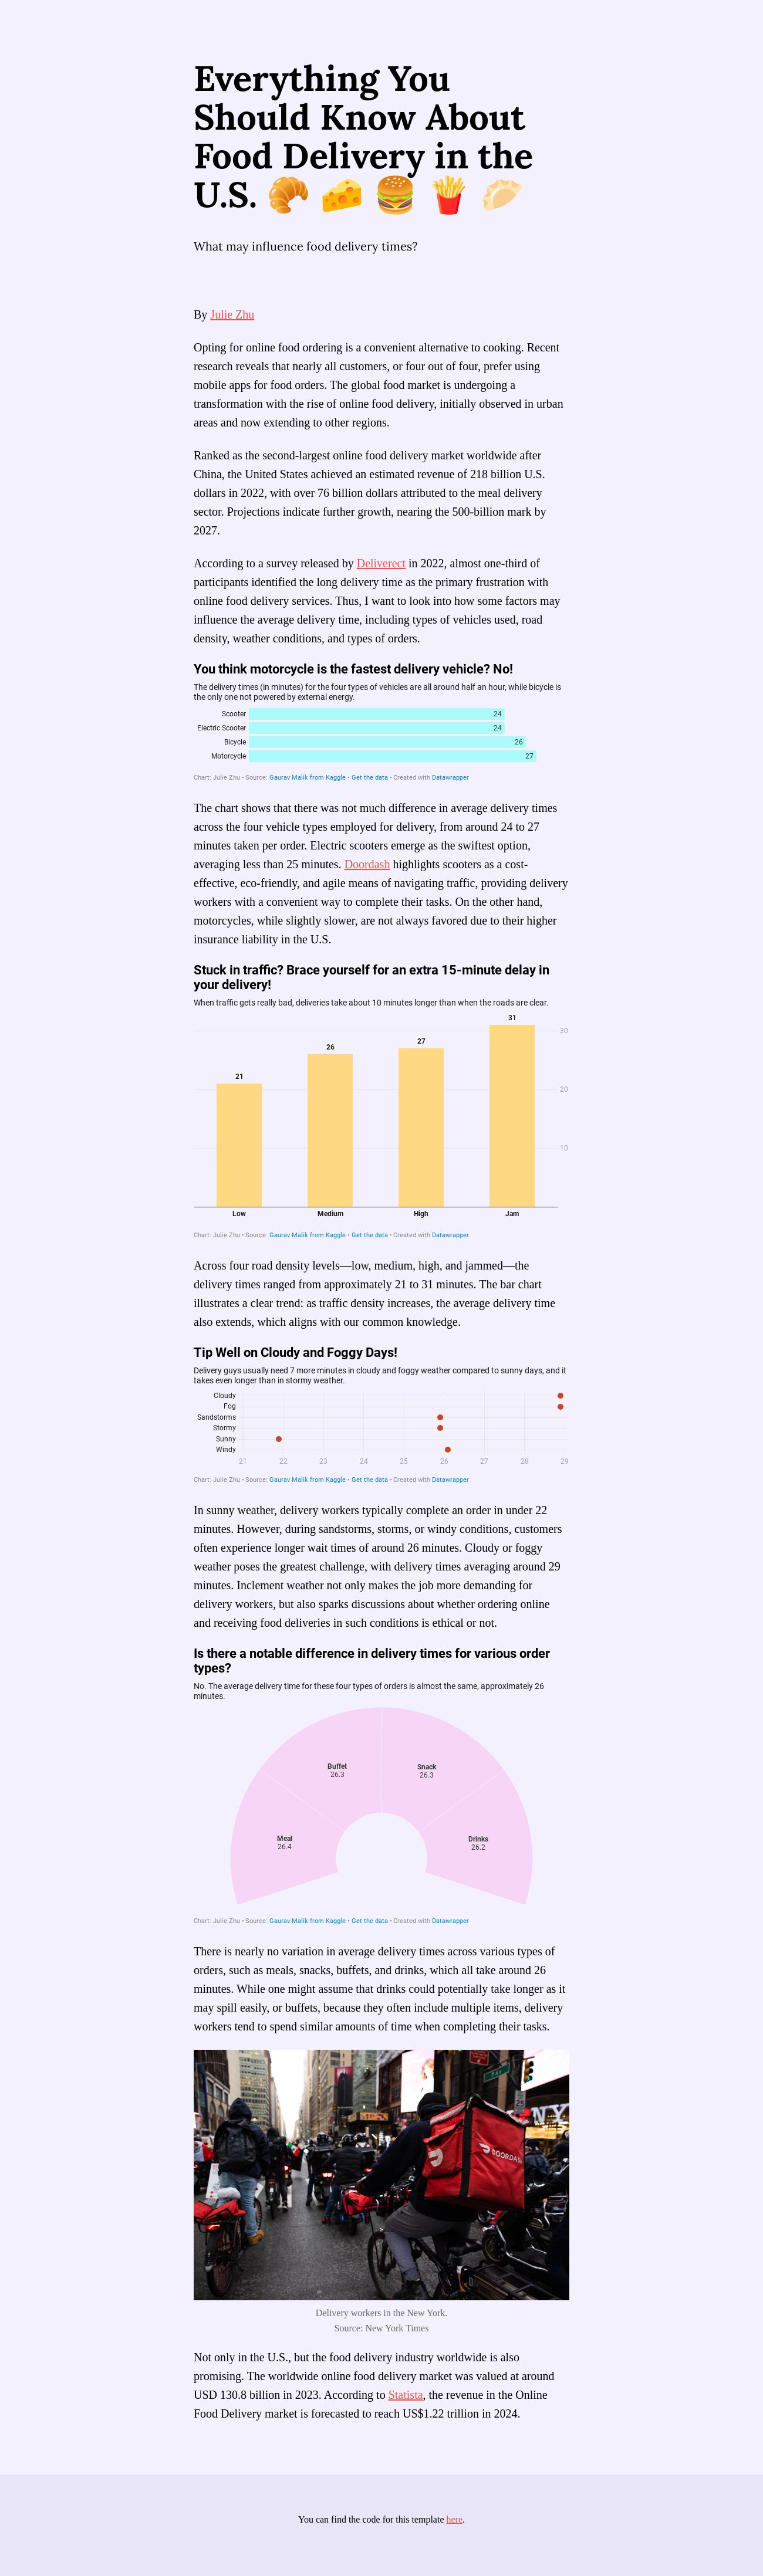 Everything You
Should Know About
Food Delivery in the
U.S. 🥐 🧀 🍔 🍟 🥟
What may influence food delivery times?
By Julie Zhu
Opting for online food ordering is a convenient alternative to cooking. Recent
research reveals that nearly all customers, or four out of four, prefer using
mobile apps for food orders. The global food market is undergoing a
transformation with the rise of online food delivery, initially observed in urban
areas and now extending to other regions.
Ranked as the second-largest online food delivery market worldwide after
China, the United States achieved an estimated revenue of 218 billion U.S.
dollars in 2022, with over 76 billion dollars attributed to the meal delivery
sector. Projections indicate further growth, nearing the 500-billion mark by
2027.
According to a survey released by Deliverect in 2022, almost one-third of
participants identified the long delivery time as the primary frustration with
online food delivery services. Thus, I want to look into how some factors may
influence the average delivery time, including types of vehicles used, road
density, weather conditions, and types of orders.
You think motorcycle is the fastest delivery vehicle? No!
The delivery times (in minutes) for the four types of vehicles are all around half an hour, while bicycle is
the only one not powered by external energy.
Scooter 24
Electric Scooter 24
Bicycle 26
Motorcycle 27
Chart: Julie Zhu • Source: Gaurav Malik from Kaggle • Get the data • Created with Datawrapper
The chart shows that there was not much difference in average delivery times
across the four vehicle types employed for delivery, from around 24 to 27
minutes taken per order. Electric scooters emerge as the swiftest option,
averaging less than 25 minutes. Doordash highlights scooters as a cost-
effective, eco-friendly, and agile means of navigating traffic, providing delivery
workers with a convenient way to complete their tasks. On the other hand,
motorcycles, while slightly slower, are not always favored due to their higher
insurance liability in the U.S.
Stuck in traffic? Brace yourself for an extra 15-minute delay in
your delivery!
When traffic gets really bad, deliveries take about 10 minutes longer than when the roads are clear.
31
30
27
26
21
20
10
Low Medium High Jam
Chart: Julie Zhu • Source: Gaurav Malik from Kaggle • Get the data • Created with Datawrapper
Across four road density levels—low, medium, high, and jammed—the
delivery times ranged from approximately 21 to 31 minutes. The bar chart
illustrates a clear trend: as traffic density increases, the average delivery time
also extends, which aligns with our common knowledge.
Tip Well on Cloudy and Foggy Days!
Delivery guys usually need 7 more minutes in cloudy and foggy weather compared to sunny days, and it
takes even longer than in stormy weather.
Cloudy
Fog
Sandstorms
Stormy
Sunny
Windy
21 22 23 24 25 26 27 28 29
Chart: Julie Zhu • Source: Gaurav Malik from Kaggle • Get the data • Created with Datawrapper
In sunny weather, delivery workers typically complete an order in under 22
minutes. However, during sandstorms, storms, or windy conditions, customers
often experience longer wait times of around 26 minutes. Cloudy or foggy
weather poses the greatest challenge, with delivery times averaging around 29
minutes. Inclement weather not only makes the job more demanding for
delivery workers, but also sparks discussions about whether ordering online
and receiving food deliveries in such conditions is ethical or not.
Is there a notable difference in delivery times for various order
types?
No. The average delivery time for these four types of orders is almost the same, approximately 26
minutes.
Buffet Snack
26.3 26.3
Meal Drinks
26.4 26.2
Chart: Julie Zhu • Source: Gaurav Malik from Kaggle • Get the data • Created with Datawrapper
There is nearly no variation in average delivery times across various types of
orders, such as meals, snacks, buffets, and drinks, which all take around 26
minutes. While one might assume that drinks could potentially take longer as it
may spill easily, or buffets, because they often include multiple items, delivery
workers tend to spend similar amounts of time when completing their tasks.
DOORDASH
Delivery workers in the New York.
Source: New York Times
Not only in the U.S., but the food delivery industry worldwide is also
promising. The worldwide online food delivery market was valued at around
USD 130.8 billion in 2023. According to Statista, the revenue in the Online
Food Delivery market is forecasted to reach US$1.22 trillion in 2024.
You can find the code for this template here.